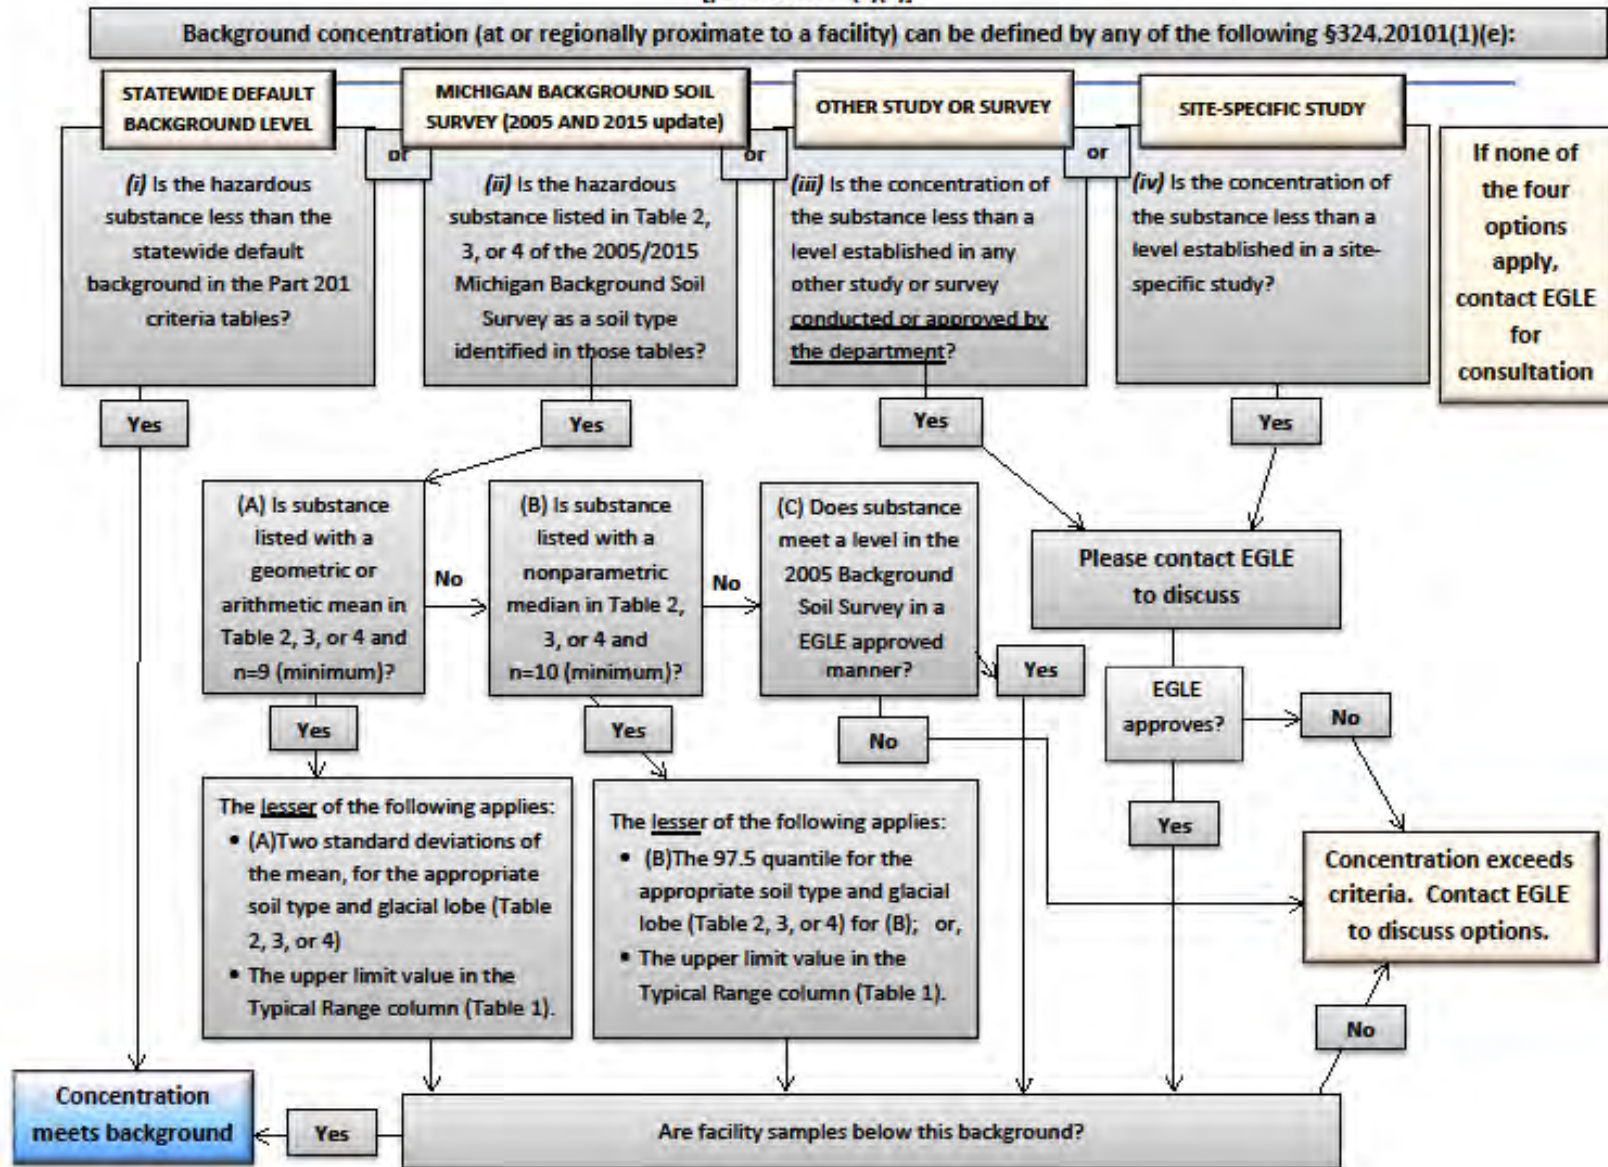 Background concentration (at or regionally proximate to a facility) can be defined by any of the following §324.20101(1)(e):
STATEWIDE DEFAULT
BACKGROUND LEVEL
(i) Is the hazardous
substance less than the
statewide default
background in the Part 201
criteria tables?
or
MICHIGAN BACKGROUND SOIL
SURVEY (2005 AND 2015 update)
(ii) Is the hazardous
substance listed in Table 2,
3, or 4 of the 2005/2015
Michigan Background Soil
Survey as a soil type
identified in those tables?
or
OTHER STUDY OR SURVEY
(iii) Is the concentration of
the substance less than a
level established in any
other study or survey
conducted or approved by
the department?
or
SITE-SPECIFIC STUDY
(iv) Is the concentration of
the substance less than a
level established in a site-
specific study?
If none of
the four
options
apply,
contact EGLE
for
consultation
Yes
Yes
Yes
Yes
(A) Is substance
listed with a
geometric or
arithmetic mean in
Table 2, 3, or 4 and
n=9 (minimum)?
No
(B) Is substance
listed with a
nonparametric
median in Table 2,
3, or 4 and
n=10 (minimum)?
No
(C) Does substance
meet a level in the
2005 Background
Soil Survey in a
EGLE approved
manner?
Please contact EGLE
to discuss
Yes
EGLE
approves?
No
Yes
Yes
No
Yes
The lesser of the following applies:
• (A)Two standard deviations of
the mean, for the appropriate
soil type and glacial lobe (Table
2, 3, or 4)
• The upper limit value in the
Typical Range column (Table 1).
The lesser of the following applies:
• (B)The 97.5 quantile for the
appropriate soil type and glacial
lobe (Table 2, 3, or 4) for (B); or,
• The upper limit value in the
Typical Range column (Table 1).
Concentration exceeds
criteria. Contact EGLE
to discuss options.
No
Concentration
meets background
Yes
Are facility samples below this background?